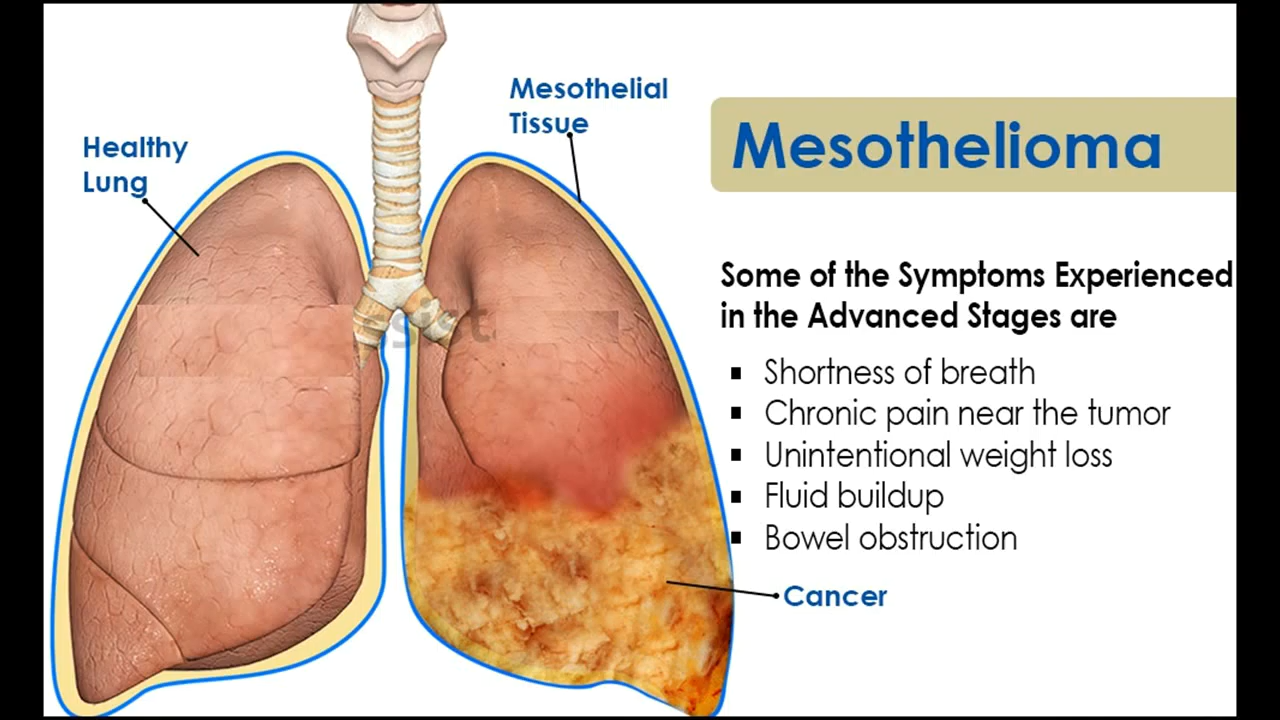 Mesothelial
Tissue
Healthy
Lung
Mesothelioma
Some of the Symptoms Experienced
in the Advanced Stages are
▪ Shortness of breath
▪ Chronic pain near the tumor
▪ Unintentional weight loss
▪ Fluid buildup
▪ Bowel obstruction
Cancer